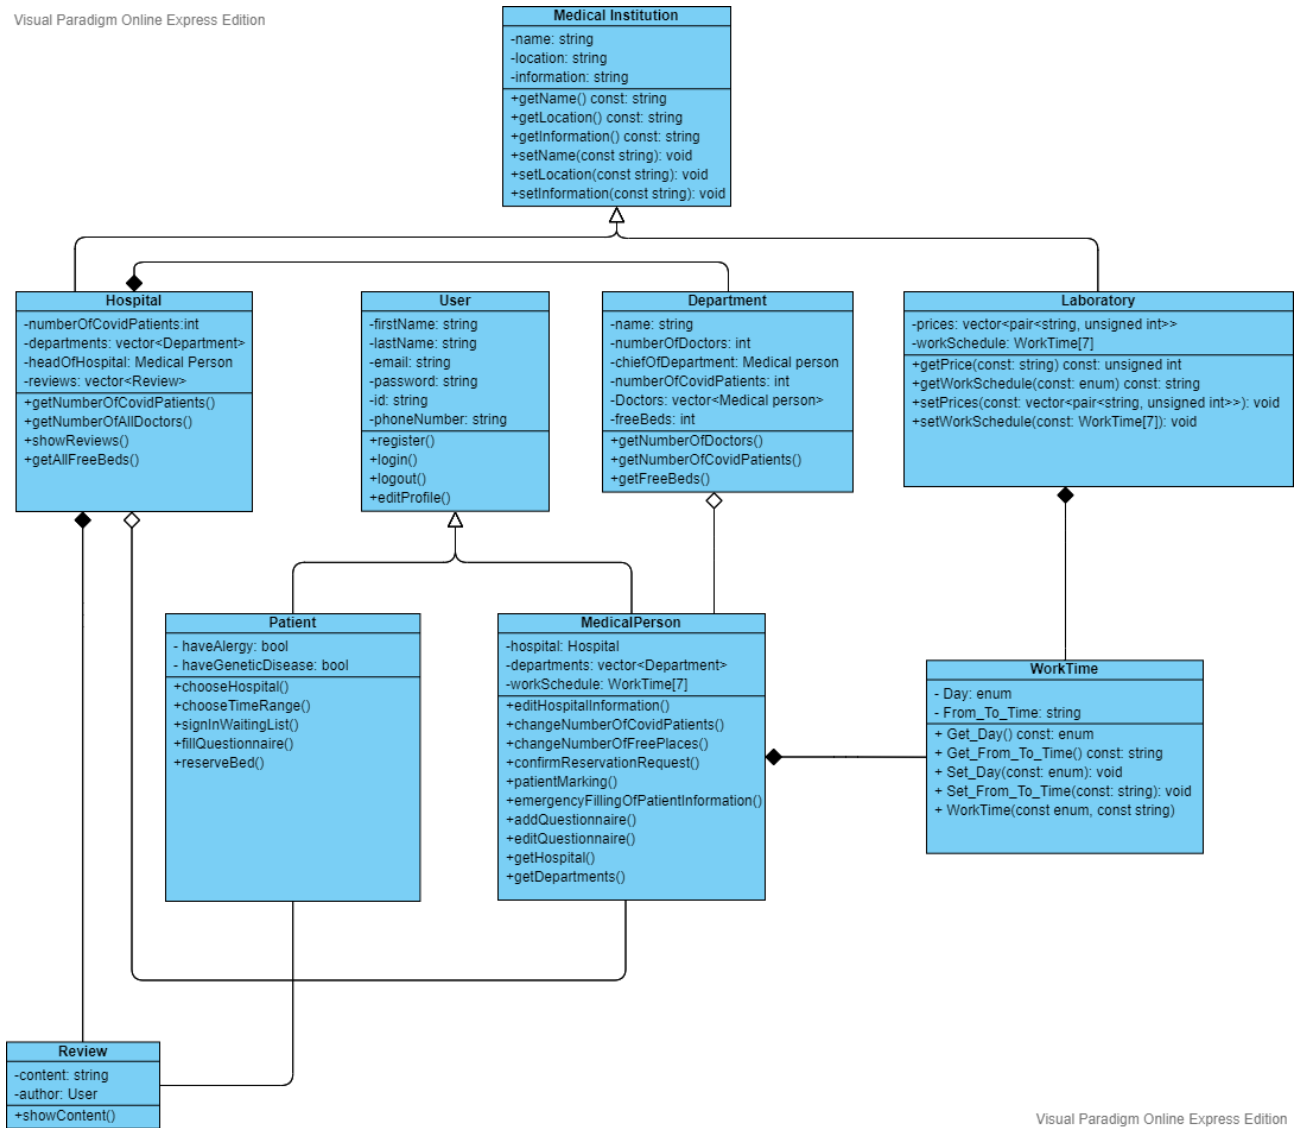 Visual Paradigm Online Express Edition
Medical Institution
-name: string
-location: string
-information: string
+getName() const: string
+getLocation() const: string
+getInformation() const: string
+setName(const string): void
+setLocation(const string): void
+setInformation(const string): void
Hospital
-numberOfCovidPatients:int
-departments: vector<Department>
-headOfHospital: Medical Person
-reviews: vector<Review>
+getNumberOfCovidPatients()
+getNumberOfAllDoctors()
+showReviews()
+getAllFreeBeds()
User
-firstName: string
-lastName: string
-email: string
-password: string
-id: string
-phoneNumber: string
+register()
+login()
+logout()
+editProfile()
Department
-name: string
-numberOfDoctors: int
-chiefOfDepartment: Medical person
-numberOfCovidPatients: int
-Doctors: vector<Medical person>
-freeBeds: int
+getNumberOfDoctors()
+getNumberOfCovidPatients()
+getFreeBeds()
Laboratory
-prices: vector<pair<string, unsigned int>>
-workSchedule: WorkTime[7]
+getPrice(const: string) const: unsigned int
+getWorkSchedule(const: enum) const: string
+setPrices(const: vector<pair<string, unsigned int>>): void
+setWorkSchedule(const: WorkTime[7]): void
Patient
- haveAlergy: bool
- haveGeneticDisease: bool
+chooseHospital()
+chooseTimeRange()
+signInWaitingList()
+fillQuestionnaire()
+reserveBed()
MedicalPerson
-hospital: Hospital
-departments: vector<Department>
-workSchedule: WorkTime[7]
+editHospitalInformation()
+changeNumberOfCovidPatients()
+changeNumberOfFreePlaces()
+confirmReservationRequest()
+patientMarking()
+emergencyFillingOfPatientInformation()
+addQuestionnaire()
+editQuestionnaire()
+getHospital()
+getDepartments()
WorkTime
- Day: enum
- From_To_Time: string
+ Get_Day() const: enum
+ Get_From_To_Time() const: string
+ Set_Day(const: enum): void
+ Set_From_To_Time(const: string): void
+ WorkTime(const enum, const string)
Review
-content: string
-author: User
+showContent()
Visual Paradigm Online Express Edition